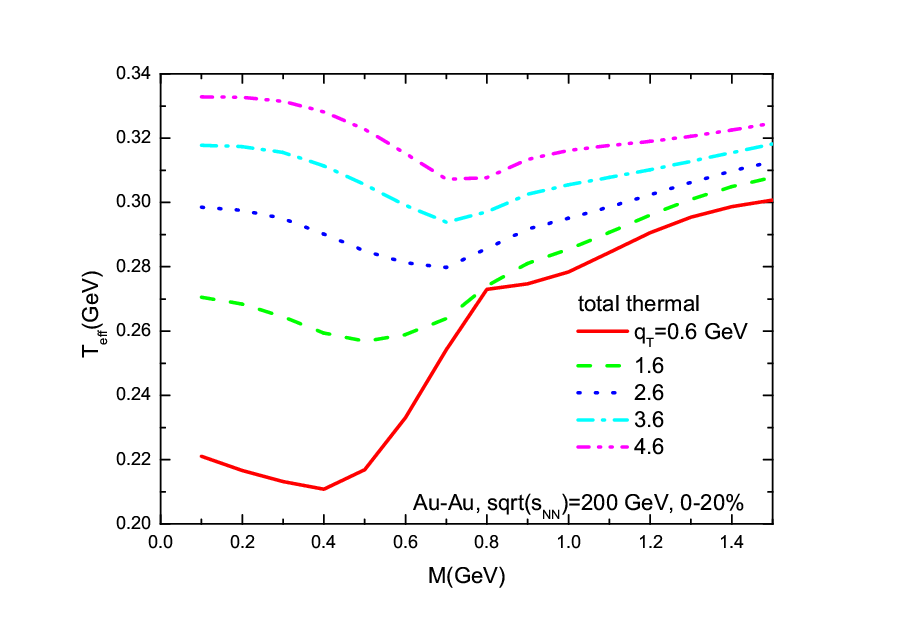 0.34
0.32
0.30
0.28
0.26
0.24
0.22
0.20
T_eff(GeV)
total thermal
q_T=0.6 GeV
1.6
2.6
3.6
4.6
Au-Au, sqrt(s_NN)=200 GeV, 0-20%
0.0 0.2 0.4 0.6 0.8 1.0 1.2 1.4
M(GeV)